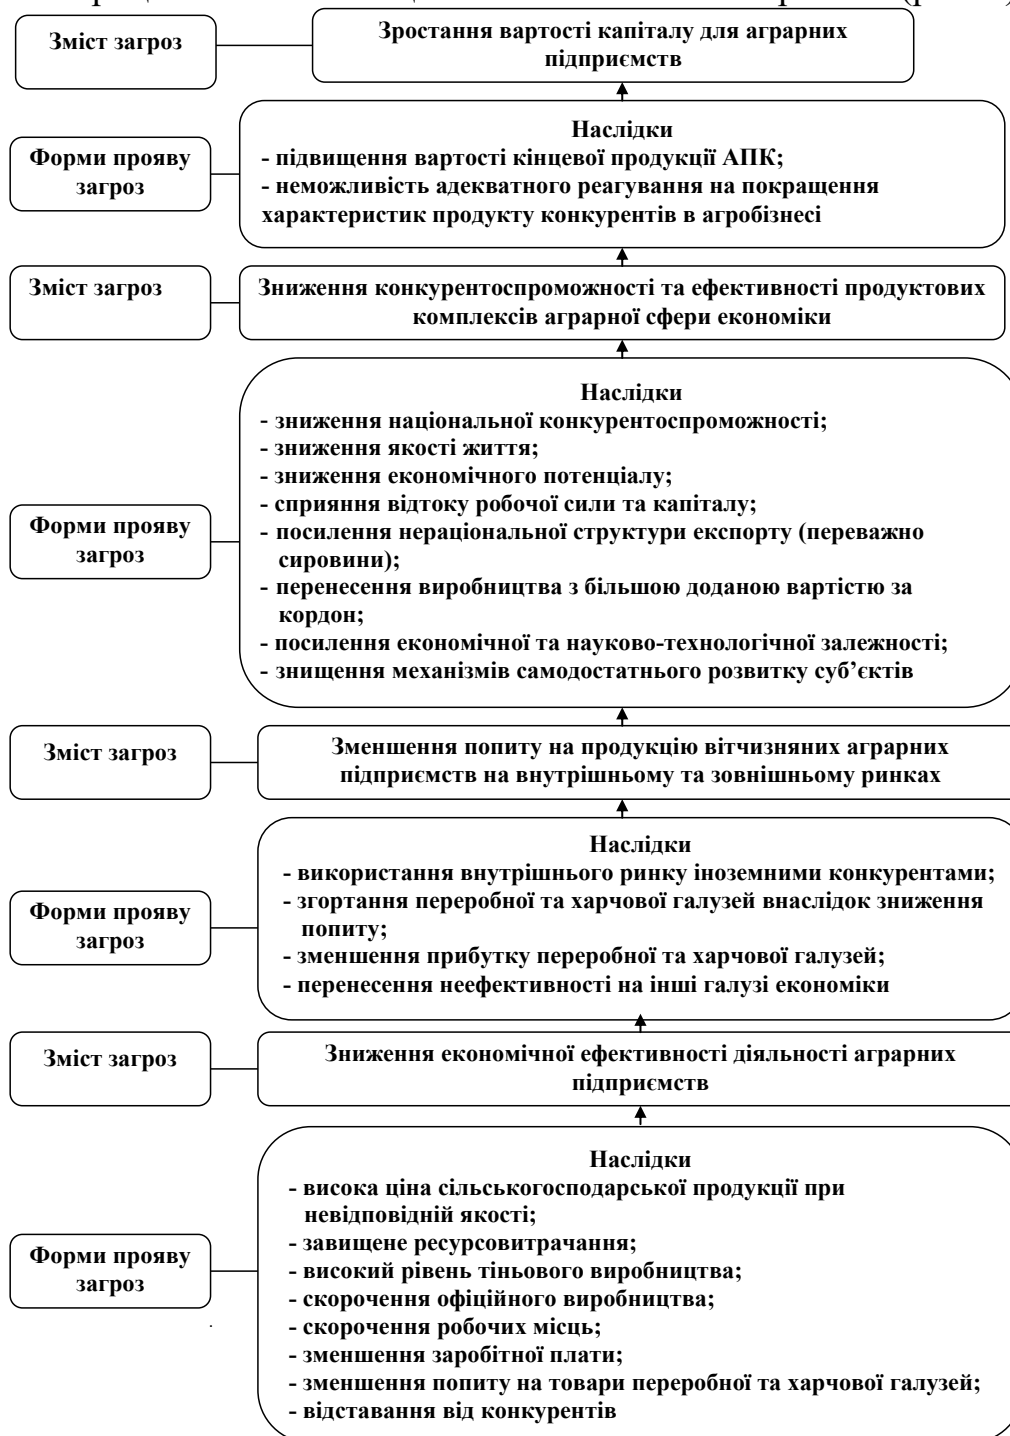 Зміст загроз
Зростання вартості капіталу для аграрних
підприємств
Форми прояву
загроз
Наслідки
- підвищення вартості кінцевої продукції АПК;
- неможливість адекватного реагування на покращення
характеристик продукту конкурентів в агробізнесі
Зміст загроз
Зниження конкурентоспроможності та ефективності продуктових
комплексів аграрної сфери економіки
Форми прояву
загроз
Наслідки
- зниження національної конкурентоспроможності;
- зниження якості життя;
- зниження економічного потенціалу;
- сприяння відтоку робочої сили та капіталу;
- посилення нераціональної структури експорту (переважно
сировини);
- перенесення виробництва з більшою доданою вартістю за
кордон;
- посилення економічної та науково-технологічної залежності;
- знищення механізмів самодостатнього розвитку суб’єктів
Зміст загроз
Зменшення попиту на продукцію вітчизняних аграрних
підприємств на внутрішньому та зовнішньому ринках
Форми прояву
загроз
Наслідки
- використання внутрішнього ринку іноземними конкурентами;
- згортання переробної та харчової галузей внаслідок зниження
попиту;
- зменшення прибутку переробної та харчової галузей;
- перенесення неефективності на інші галузі економіки
Зміст загроз
Зниження економічної ефективності діяльності аграрних
підприємств
Форми прояву
загроз
Наслідки
- висока ціна сільськогосподарської продукції при
невідповідній якості;
- завищене ресурсовитрачання;
- високий рівень тіньового виробництва;
- скорочення офіційного виробництва;
- скорочення робочих місць;
- зменшення заробітної плати;
- зменшення попиту на товари переробної та харчової галузей;
- відставання від конкурентів